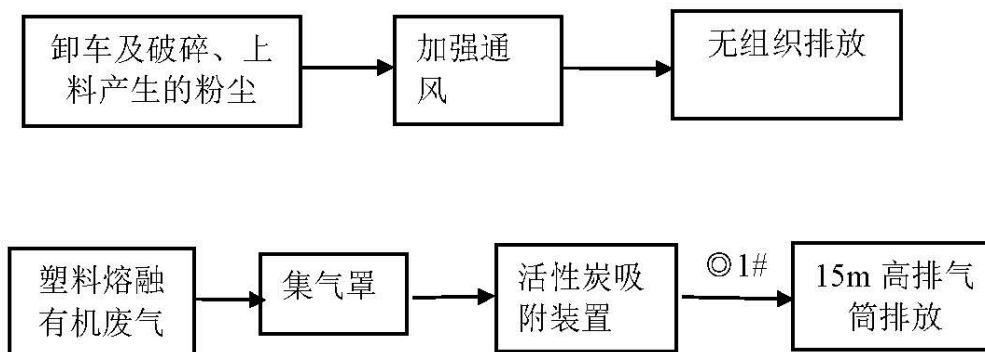 卸车及破碎、上
料产生的粉尘
加强通
风
无组织排放
塑料熔融
有机废气
集气罩
活性炭吸
附装置
◎1#
15m 高排气
筒排放